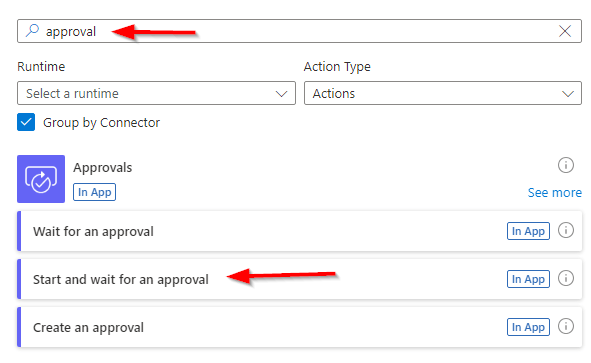 approval
Runtime
Action Type
Select a runtime
Actions
Group by Connector
Approvals
In App
See more
Wait for an approval
In App
Start and wait for an approval
In App
Create an approval
In App